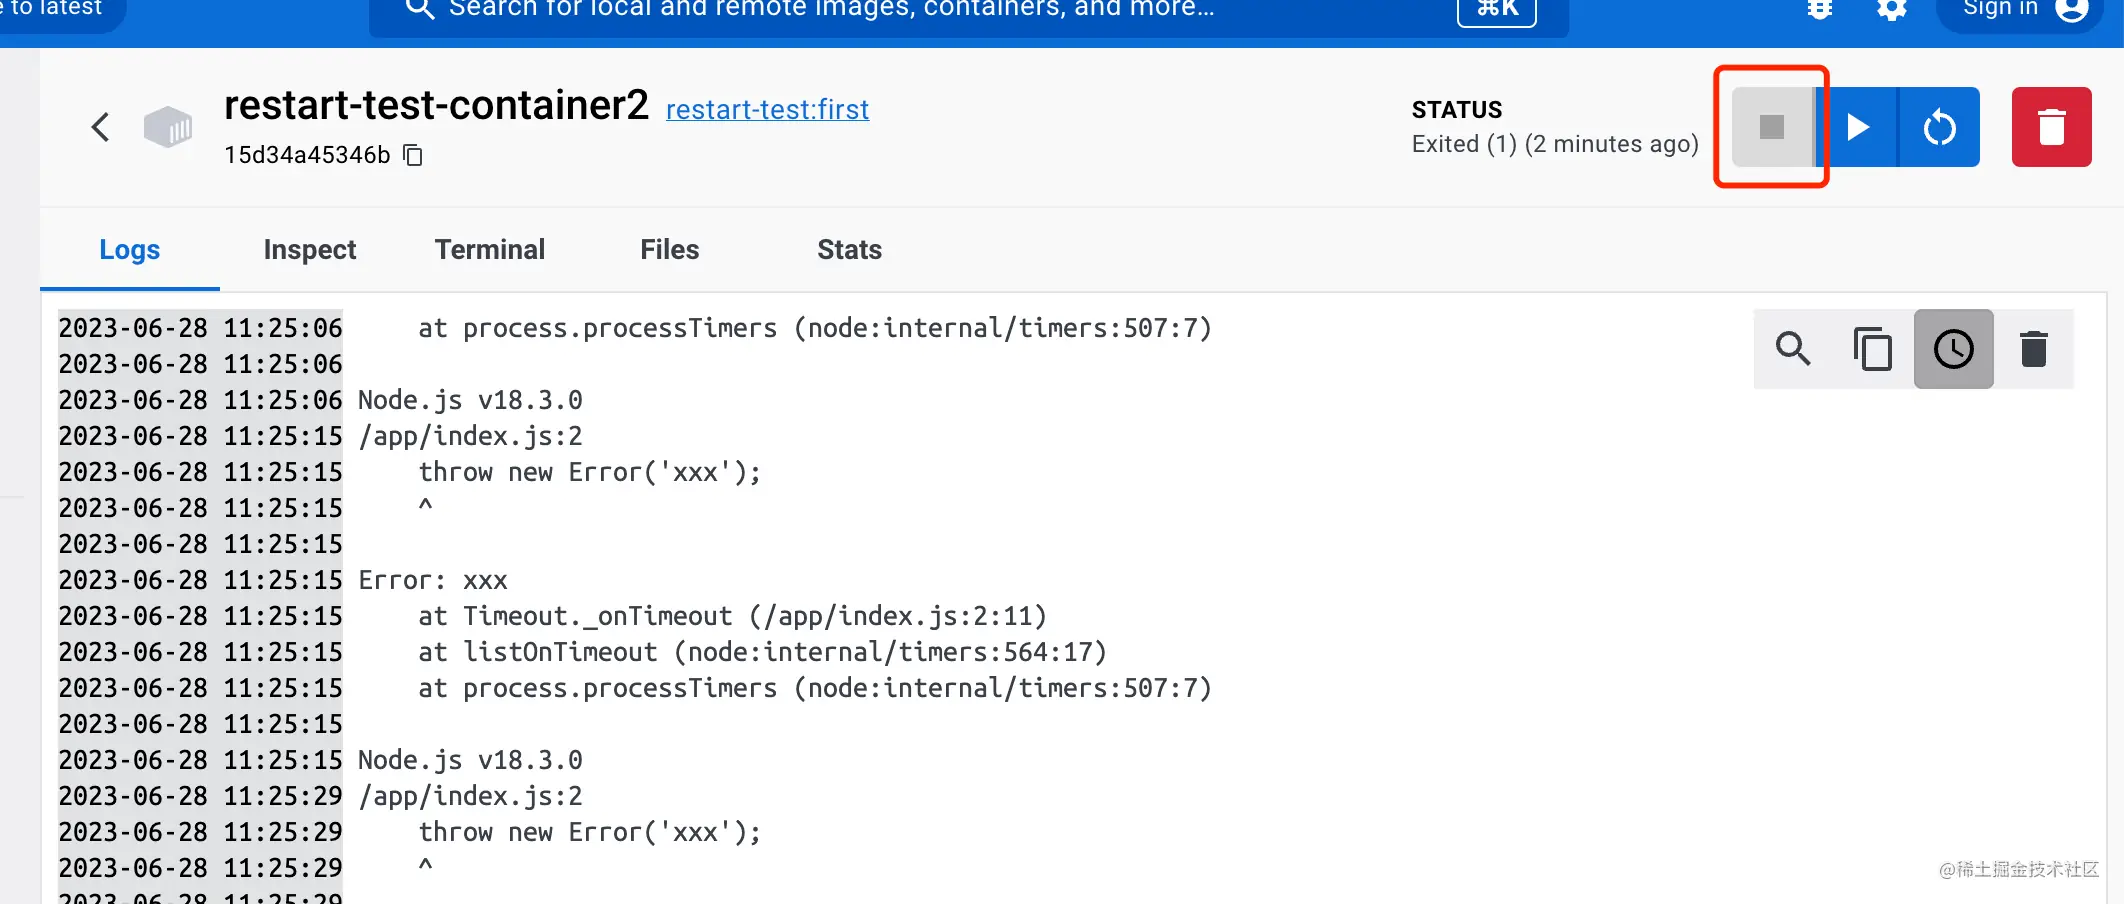 e to latest
Search for local and remote images, containers, and more...
⌘K
Sign in
restart-test-container2 restart-test:first
15d34a45346b
STATUS
Exited (1) (2 minutes ago)
Logs Inspect Terminal Files Stats
2023-06-28 11:25:06     at process.processTimers (node:internal/timers:507:7)
2023-06-28 11:25:06
2023-06-28 11:25:06 Node.js v18.3.0
2023-06-28 11:25:15 /app/index.js:2
2023-06-28 11:25:15     throw new Error('xxx');
2023-06-28 11:25:15     ^
2023-06-28 11:25:15
2023-06-28 11:25:15 Error: xxx
2023-06-28 11:25:15     at Timeout._onTimeout (/app/index.js:2:11)
2023-06-28 11:25:15     at listOnTimeout (node:internal/timers:564:17)
2023-06-28 11:25:15     at process.processTimers (node:internal/timers:507:7)
2023-06-28 11:25:15
2023-06-28 11:25:15 Node.js v18.3.0
2023-06-28 11:25:29 /app/index.js:2
2023-06-28 11:25:29     throw new Error('xxx');
2023-06-28 11:25:29     ^
2023-06-28 11:25:29
@稀土掘金技术社区